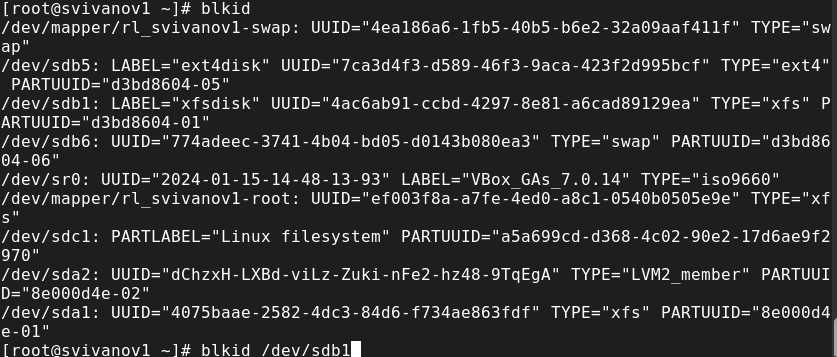 [root@svivanov1 ~]# blkid
/dev/mapper/rl_svivanov1-swap: UUID="4ea186a6-1fb5-40b5-b6e2-32a09aaf411f" TYPE="sw
ap"
/dev/sdb5: LABEL="ext4disk" UUID="7ca3d4f3-d589-46f3-9aca-423f2d995bcf" TYPE="ext4"
 PARTUUID="d3bd8604-05"
/dev/sdb1: LABEL="xfsdisk" UUID="4ac6ab91-ccbd-4297-8e81-a6cad89129ea" TYPE="xfs" P
ARTUUID="d3bd8604-01"
/dev/sdb6: UUID="774adeec-3741-4b04-bd05-d0143b080ea3" TYPE="swap" PARTUUID="d3bd86
04-06"
/dev/sr0: UUID="2024-01-15-14-48-13-93" LABEL="VBox_GAs_7.0.14" TYPE="iso9660"
/dev/mapper/rl_svivanov1-root: UUID="ef003f8a-a7fe-4ed0-a8c1-0540b0505e9e" TYPE="xf
s"
/dev/sdc1: PARTLABEL="Linux filesystem" PARTUUID="a5a699cd-d368-4c02-90e2-17d6ae9f2
970"
/dev/sda2: UUID="dChzxH-LXBd-viLz-Zuki-nFe2-hz48-9TqEgA" TYPE="LVM2_member" PARTUUI
D="8e000d4e-02"
/dev/sda1: UUID="4075baae-2582-4dc3-84d6-f734ae863fdf" TYPE="xfs" PARTUUID="8e000d4
e-01"
[root@svivanov1 ~]# blkid /dev/sdb1